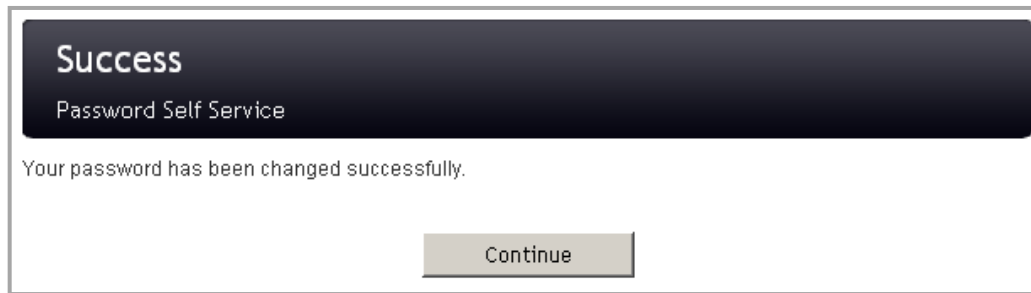 Success
Password Self Service
Your password has been changed successfully.
Continue